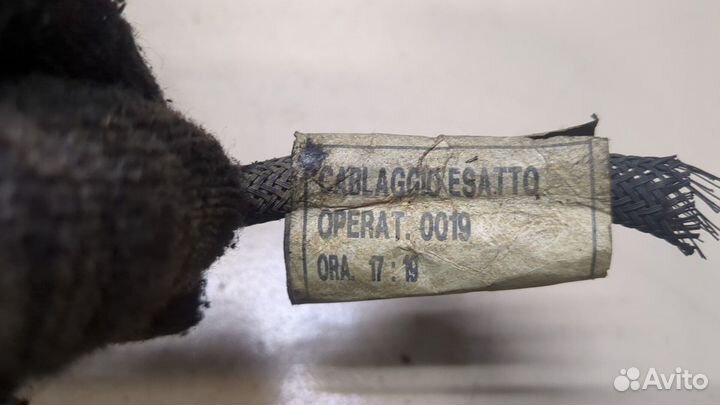 CABLAGGIO ESATTO
OPERAT. 0019
ORA. 17 : 19
Avito